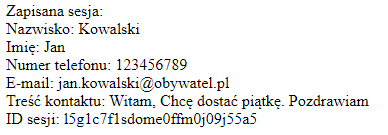 Zapisana sesja:
Nazwisko: Kowalski
Imię: Jan
Numer telefonu: 123456789
E-mail: jan.kowalski@obywatel.pl
Treść kontaktu: Witam, Chcę dostać piątkę. Pozdrawiam
ID sesji: l5g1c7f1sdome0ffm0j09j55a5